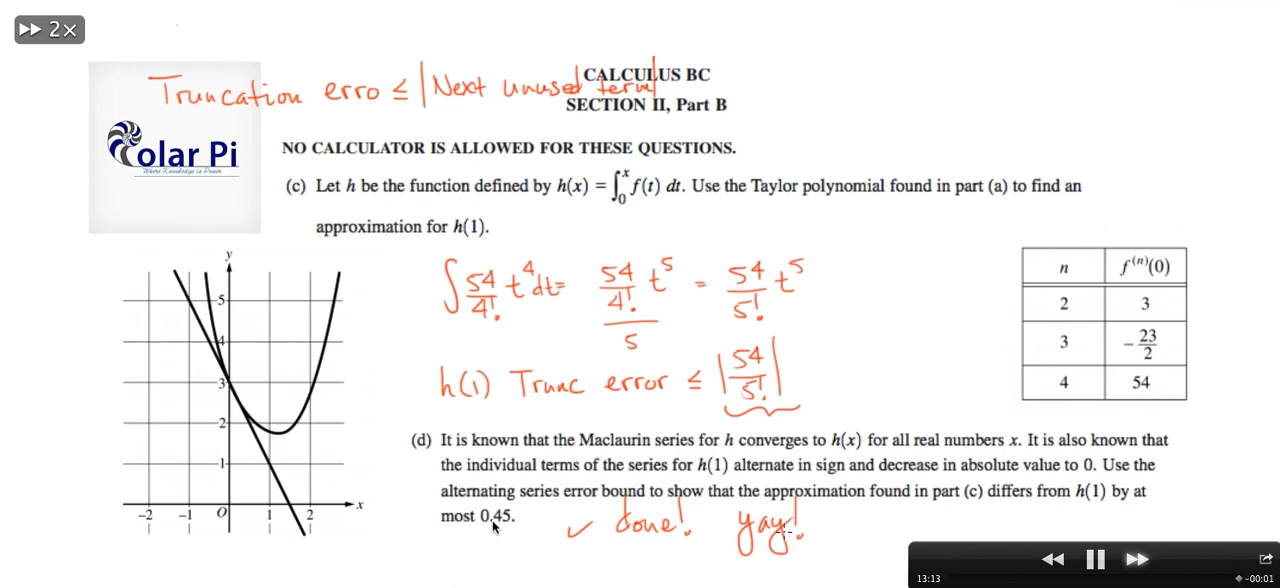 2×
Truncation erro ≤ |Next unused term|
CALCULUS BC
SECTION II, Part B
olar Pi
Where Knowledge is Power
NO CALCULATOR IS ALLOWED FOR THESE QUESTIONS.
(c) Let h be the function defined by h(x) = ∫₀ˣ f(t) dt. Use the Taylor polynomial found in part (a) to find an
approximation for h(1).
y
5
4
3
2
1
-2 -1 O 1 2 x
∫ 54/4! t⁴dt = 54/4!/5 t⁵ = 54/5! t⁵
h(1) Trunc error ≤ |54/5!|
n f⁽ⁿ⁾(0)
2 3
3 -23/2
4 54
(d) It is known that the Maclaurin series for h converges to h(x) for all real numbers x. It is also known that
the individual terms of the series for h(1) alternate in sign and decrease in absolute value to 0. Use the
alternating series error bound to show that the approximation found in part (c) differs from h(1) by at
most 0.45.
✓ done! yay!
13:13 -00:01